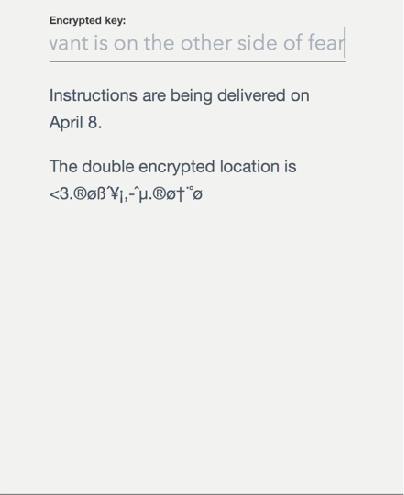 Encrypted key:
vant is on the other side of fear
Instructions are being delivered on
April 8.
The double encrypted location is
<3.®øß´¥¡,-ˆµ.®ø†¨ˆø